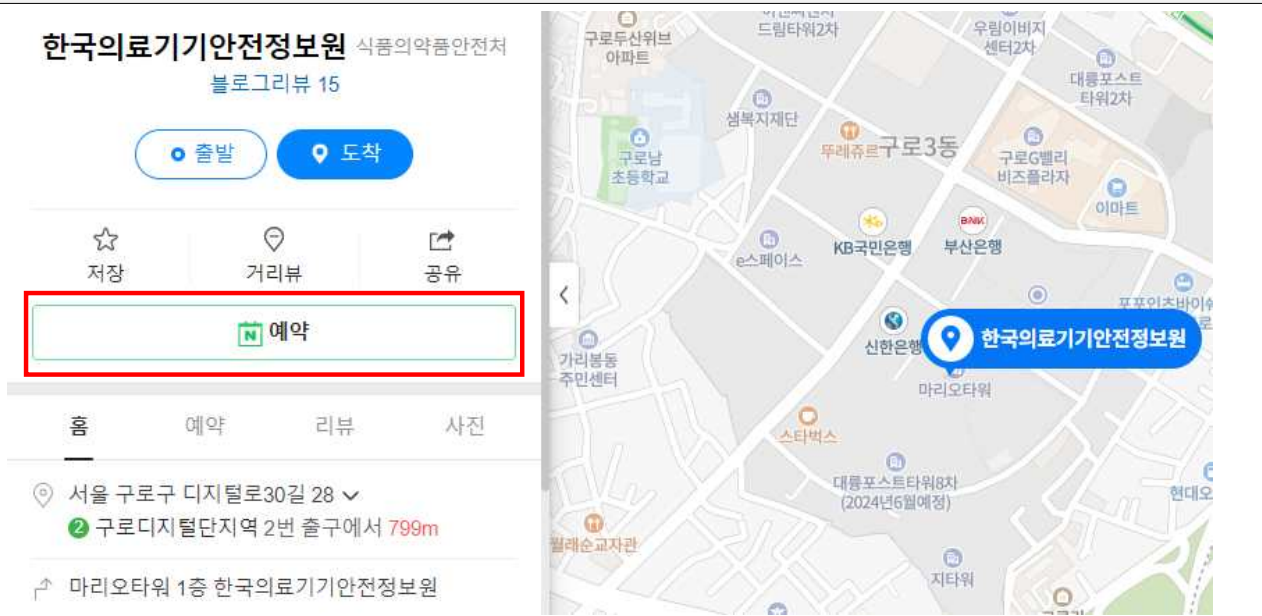 한국의료기기안전정보원 식품의약품안전처
블로그리뷰 15
출발
도착
저장
거리뷰
공유
N 예약
홈
예약
리뷰
사진
서울 구로구 디지털로30길 28
2 구로디지털단지역 2번 출구에서 799m
마리오타워 1층 한국의료기기안전정보원
구로두산위브
아파트
드림타워2차
우림이비지
센터2차
대륭포스트
타워2차
샘복지재단
구로남
초등학교
뚜레쥬르
구로3동
구로G밸리
비즈플라자
이마트
KB국민은행
BNK
부산은행
e스페이스
가리봉동
주민센터
신한은행
한국의료기기안전정보원
마리오타워
스타벅스
대륭포스트타워8차
(2024년6월예정)
현대오
월래순교자관
지타워